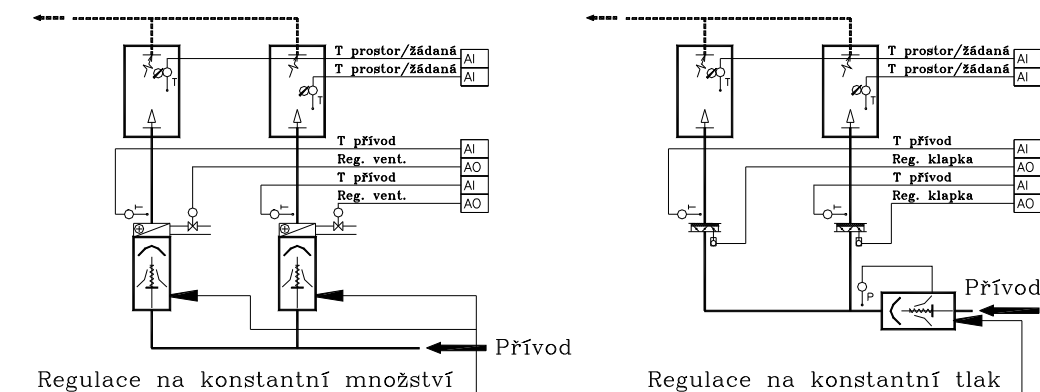 T prostor/žádaná AI
T prostor/žádaná AI
T
T
T přívod AI
Reg. vent. AO
T přívod AI
Reg. vent. AO
T
T
Přívod
Regulace na konstantní množství
T prostor/žádaná AI
T prostor/žádaná AI
T
T
T přívod AI
Reg. klapka AO
T přívod AI
Reg. klapka AO
T
T
P
Přívod
Regulace na konstantní tlak